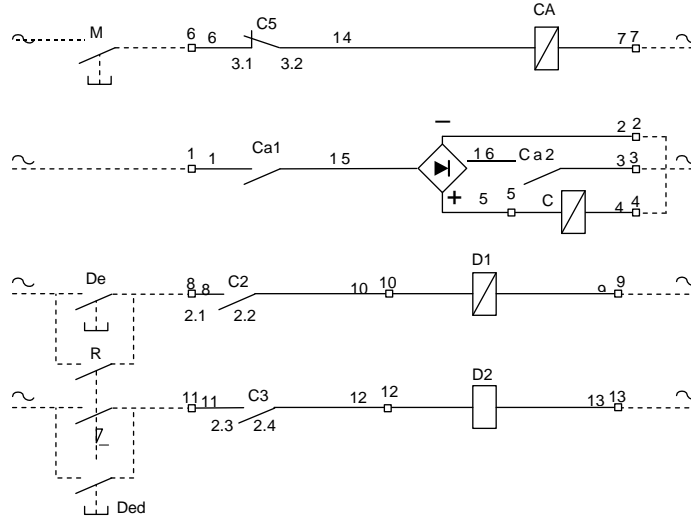 M 6 6 C5 14 CA 7 7
3.1 3.2
1 1 Ca1 15 − 16 Ca2 2 2
3 3
+ 5 5 C 4 4
De 8 8 C2 10 10 D1 9 9
2.1 2.2
R
11 11 C3 12 12 D2 13 13
2.3 2.4
Ded